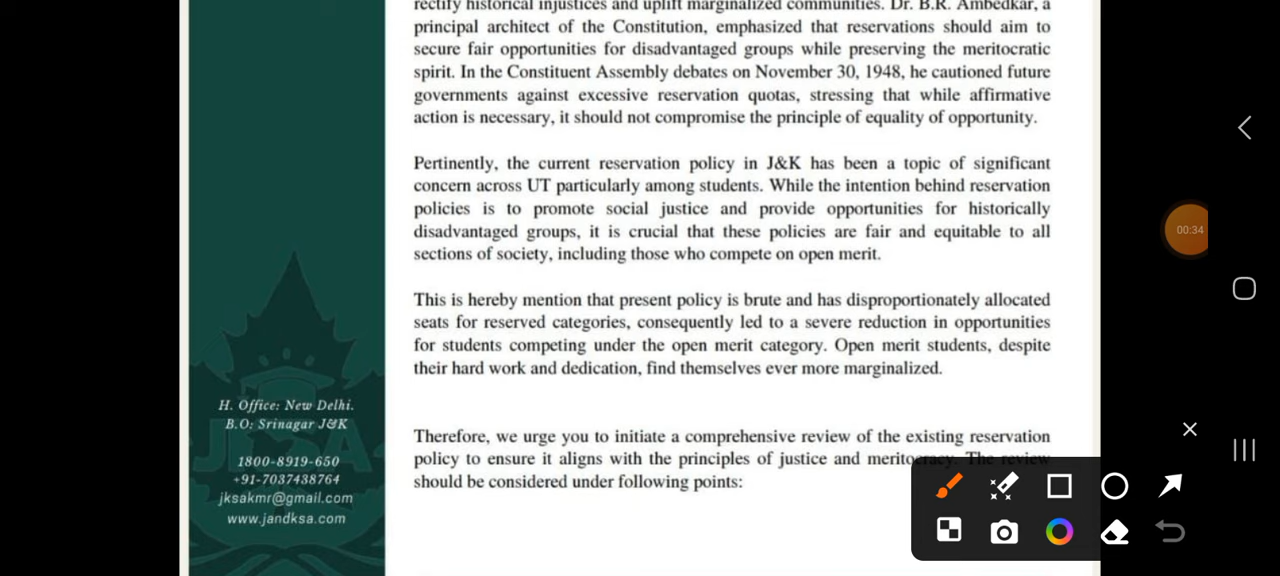 rectify historical injustices and uplift marginalized communities. Dr. B.R. Ambedkar, a
principal architect of the Constitution, emphasized that reservations should aim to
secure fair opportunities for disadvantaged groups while preserving the meritocratic
spirit. In the Constituent Assembly debates on November 30, 1948, he cautioned future
governments against excessive reservation quotas, stressing that while affirmative
action is necessary, it should not compromise the principle of equality of opportunity.
Pertinently, the current reservation policy in J&K has been a topic of significant
concern across UT particularly among students. While the intention behind reservation
policies is to promote social justice and provide opportunities for historically
disadvantaged groups, it is crucial that these policies are fair and equitable to all
sections of society, including those who compete on open merit.
This is hereby mention that present policy is brute and has disproportionately allocated
seats for reserved categories, consequently led to a severe reduction in opportunities
for students competing under the open merit category. Open merit students, despite
their hard work and dedication, find themselves ever more marginalized.
Therefore, we urge you to initiate a comprehensive review of the existing reservation
policy to ensure it aligns with the principles of justice and meritocracy. The review
should be considered under following points:
H. Office: New Delhi.
B.O: Srinagar J&K
1800-8919-650
+91-7037438764
jksakmr@gmail.com
www.jandksa.com
JKSA
00:34